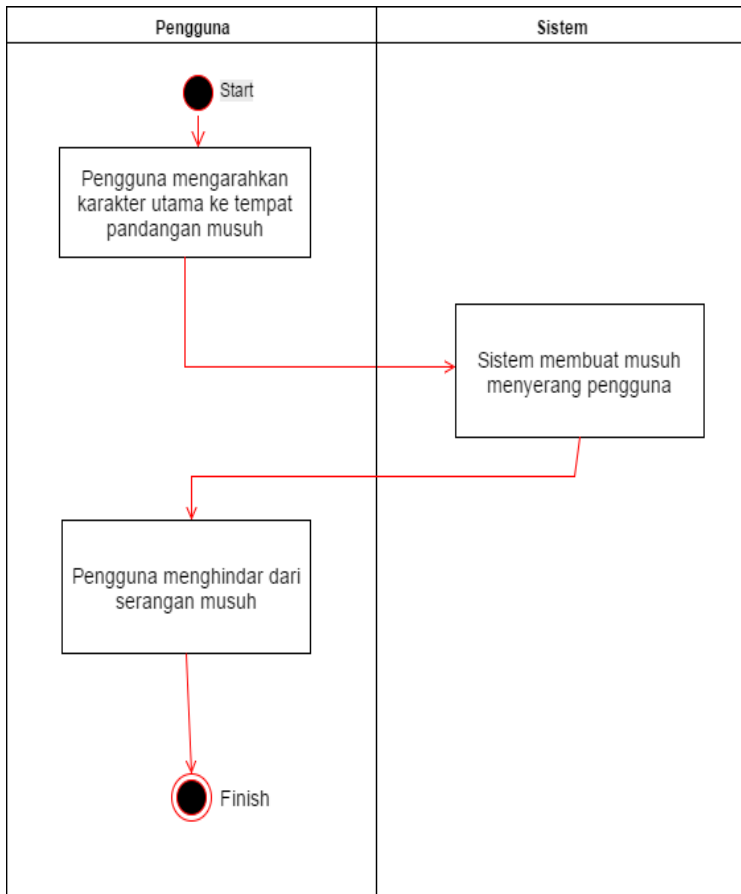 Pengguna
Sistem
Start
Pengguna mengarahkan
karakter utama ke tempat
pandangan musuh
Sistem membuat musuh
menyerang pengguna
Pengguna menghindar dari
serangan musuh
Finish